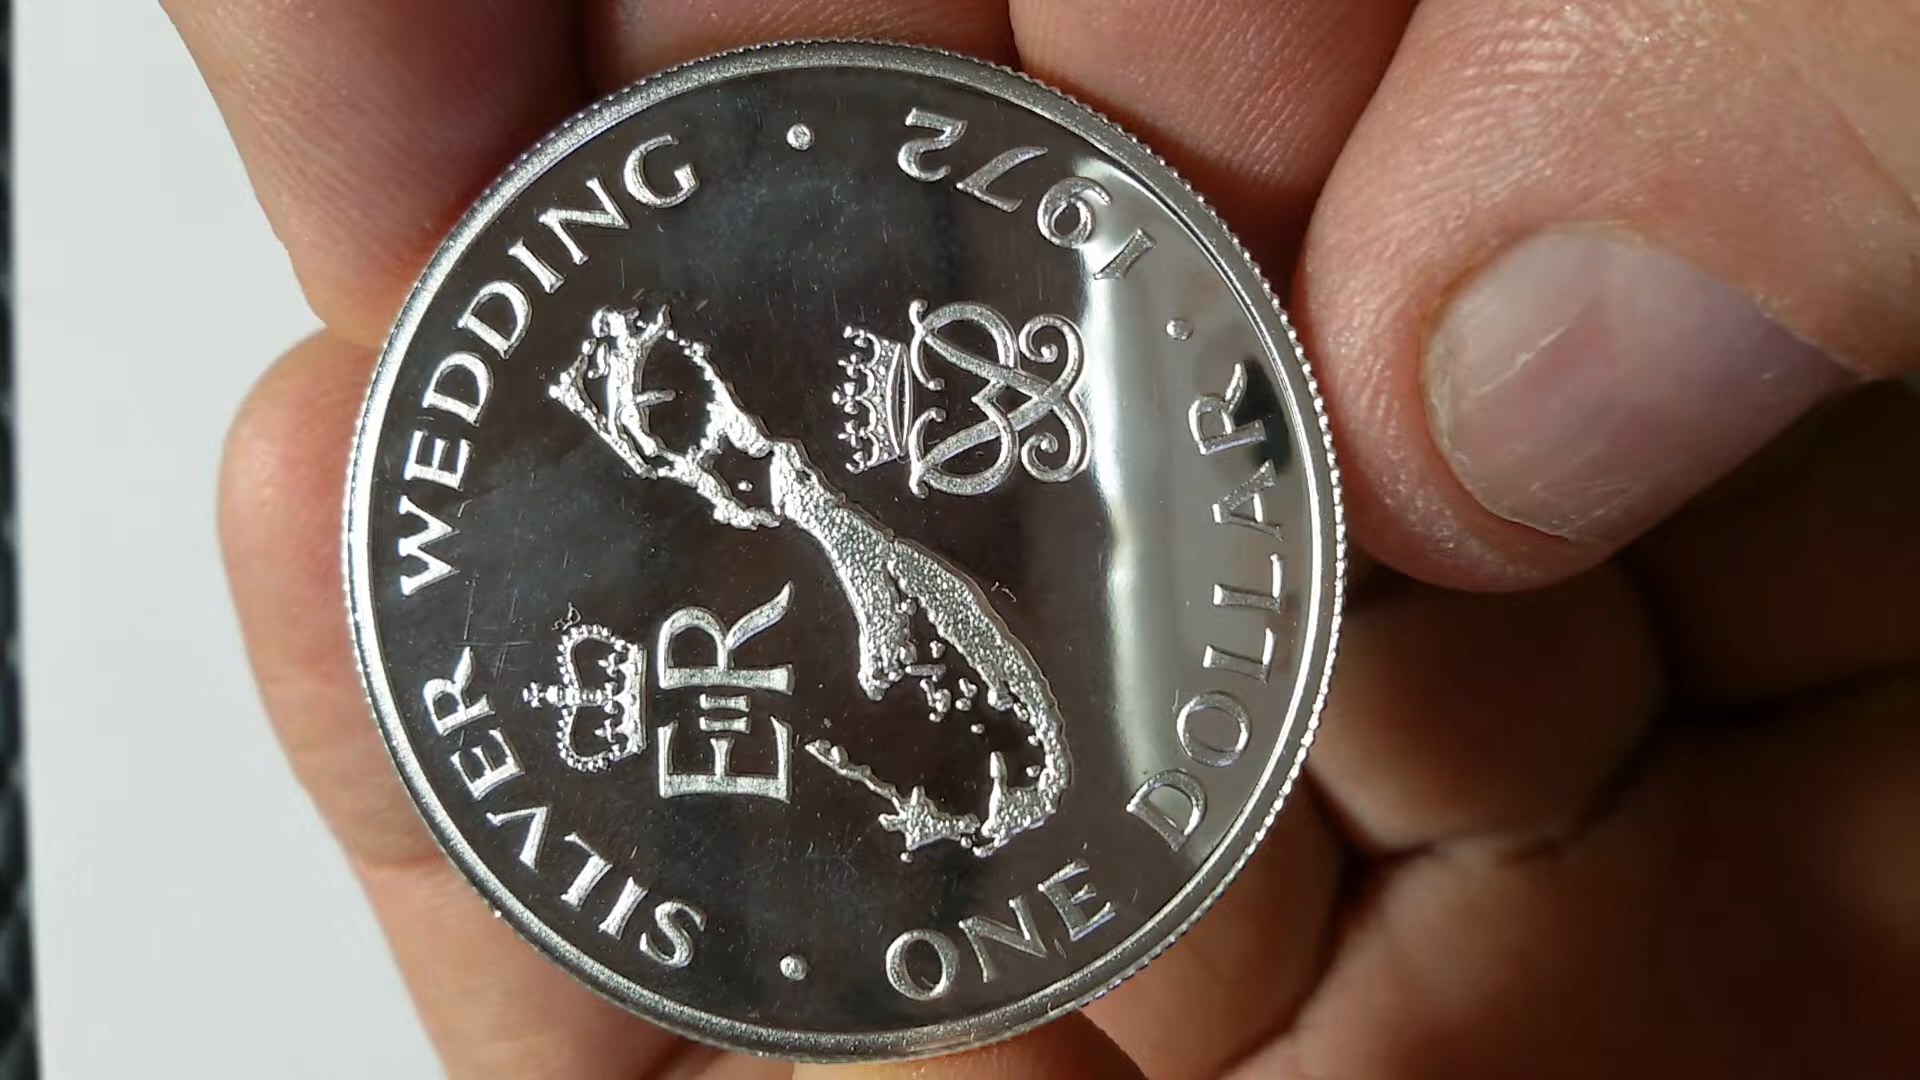 SILVER WEDDING
EIIR
P
ONE DOLLAR · 1972